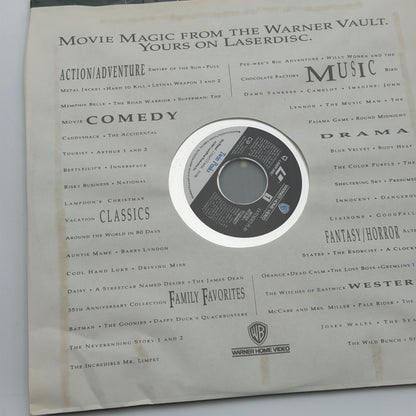 MOVIE MAGIC FROM THE WARNER VAULT.
YOURS ON LASERDISC.
ACTION/ADVENTURE EMPIRE OF THE SUN • FULL
METAL JACKET • HARD TO KILL • LETHAL WEAPON 1 AND 2
MEMPHIS BELLE • THE ROAD WARRIOR • SUPERMAN: THE
MOVIE COMEDY
CADDYSHACK • THE ACCIDENTAL
TOURIST • ARTHUR 1 AND 2
BEETLEJUICE • INNERSPACE
RISKY BUSINESS • NATIONAL
LAMPOON'S CHRISTMAS
VACATION CLASSICS
AROUND THE WORLD IN 80 DAYS
AUNTIE MAME • BARRY LYNDON
COOL HAND LUKE • DRIVING MISS
DAISY • A STREETCAR NAMED DESIRE • THE JAMES DEAN
35TH ANNIVERSARY COLLECTION FAMILY FAVORITES
BATMAN • THE GOONIES • DAFFY DUCK'S QUACKBUSTERS
THE NEVERENDING STORY 1 AND 2
THE INCREDIBLE MR. LIMPET
PEE-WEE'S BIG ADVENTURE • WILLY WONKA AND THE
CHOCOLATE FACTORY MUSIC BIRD
DAMN YANKEES • CAMELOT • IMAGINE: JOHN
LENNON • THE MUSIC MAN • THE
PAJAMA GAME • ROUND MIDNIGHT
DRAMA
BLUE VELVET • BODY HEAT
THE COLOR PURPLE • THE
SHELTERING SKY • PRESUMED
INNOCENT • DANGEROUS
LIAISONS • GOODFELLAS
FANTASY/HORROR ALTERED
STATES • THE EXORCIST • A CLOCKWORK
ORANGE • DEAD CALM • THE LOST BOYS • GREMLINS 1
THE WITCHES OF EASTWICK WESTERN
MCCABE AND MRS. MILLER • PALE RIDER • THE
JOSEY WALES • THE SEA
THE WILD BUNCH •
WB
WARNER HOME VIDEO